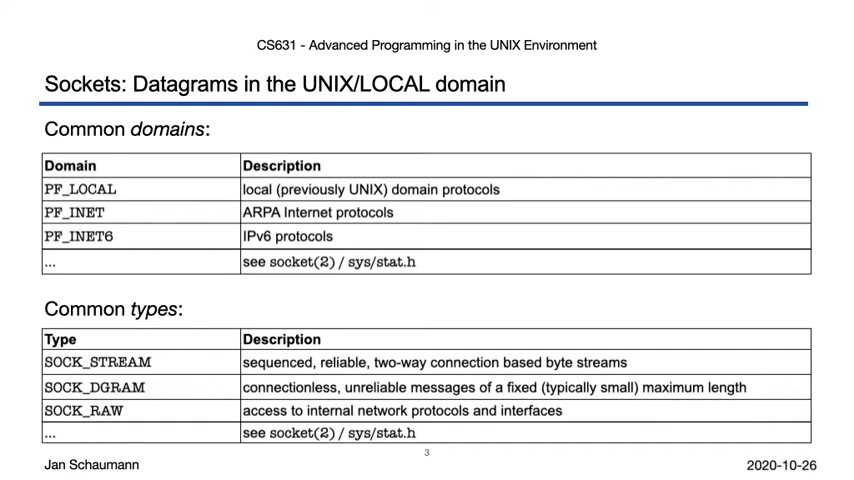 CS631 - Advanced Programming in the UNIX Environment
Sockets: Datagrams in the UNIX/LOCAL domain
Common domains:
Domain Description
PF_LOCAL local (previously UNIX) domain protocols
PF_INET ARPA Internet protocols
PF_INET6 IPv6 protocols
... see socket(2) / sys/stat.h
Common types:
Type Description
SOCK_STREAM sequenced, reliable, two-way connection based byte streams
SOCK_DGRAM connectionless, unreliable messages of a fixed (typically small) maximum length
SOCK_RAW access to internal network protocols and interfaces
... see socket(2) / sys/stat.h
3
Jan Schaumann 2020-10-26